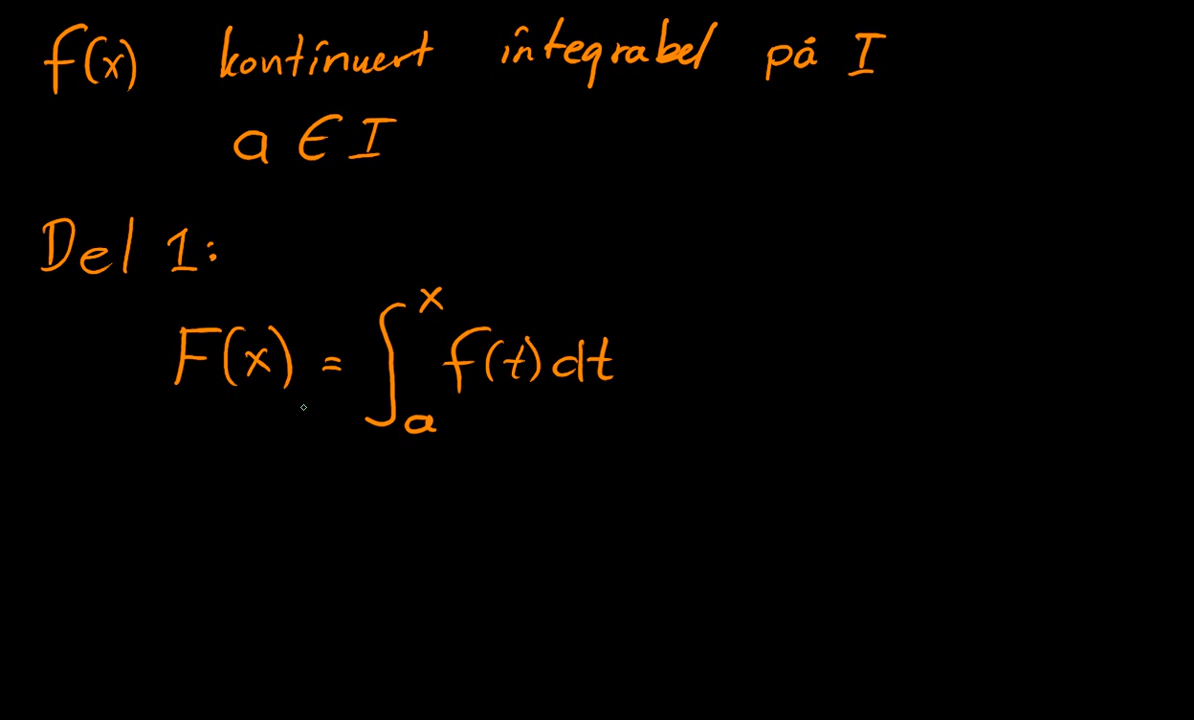 f(x) kontinuert integrabel på I
a ∈ I
Del 1:
F(x) = ∫_a^x f(t) dt